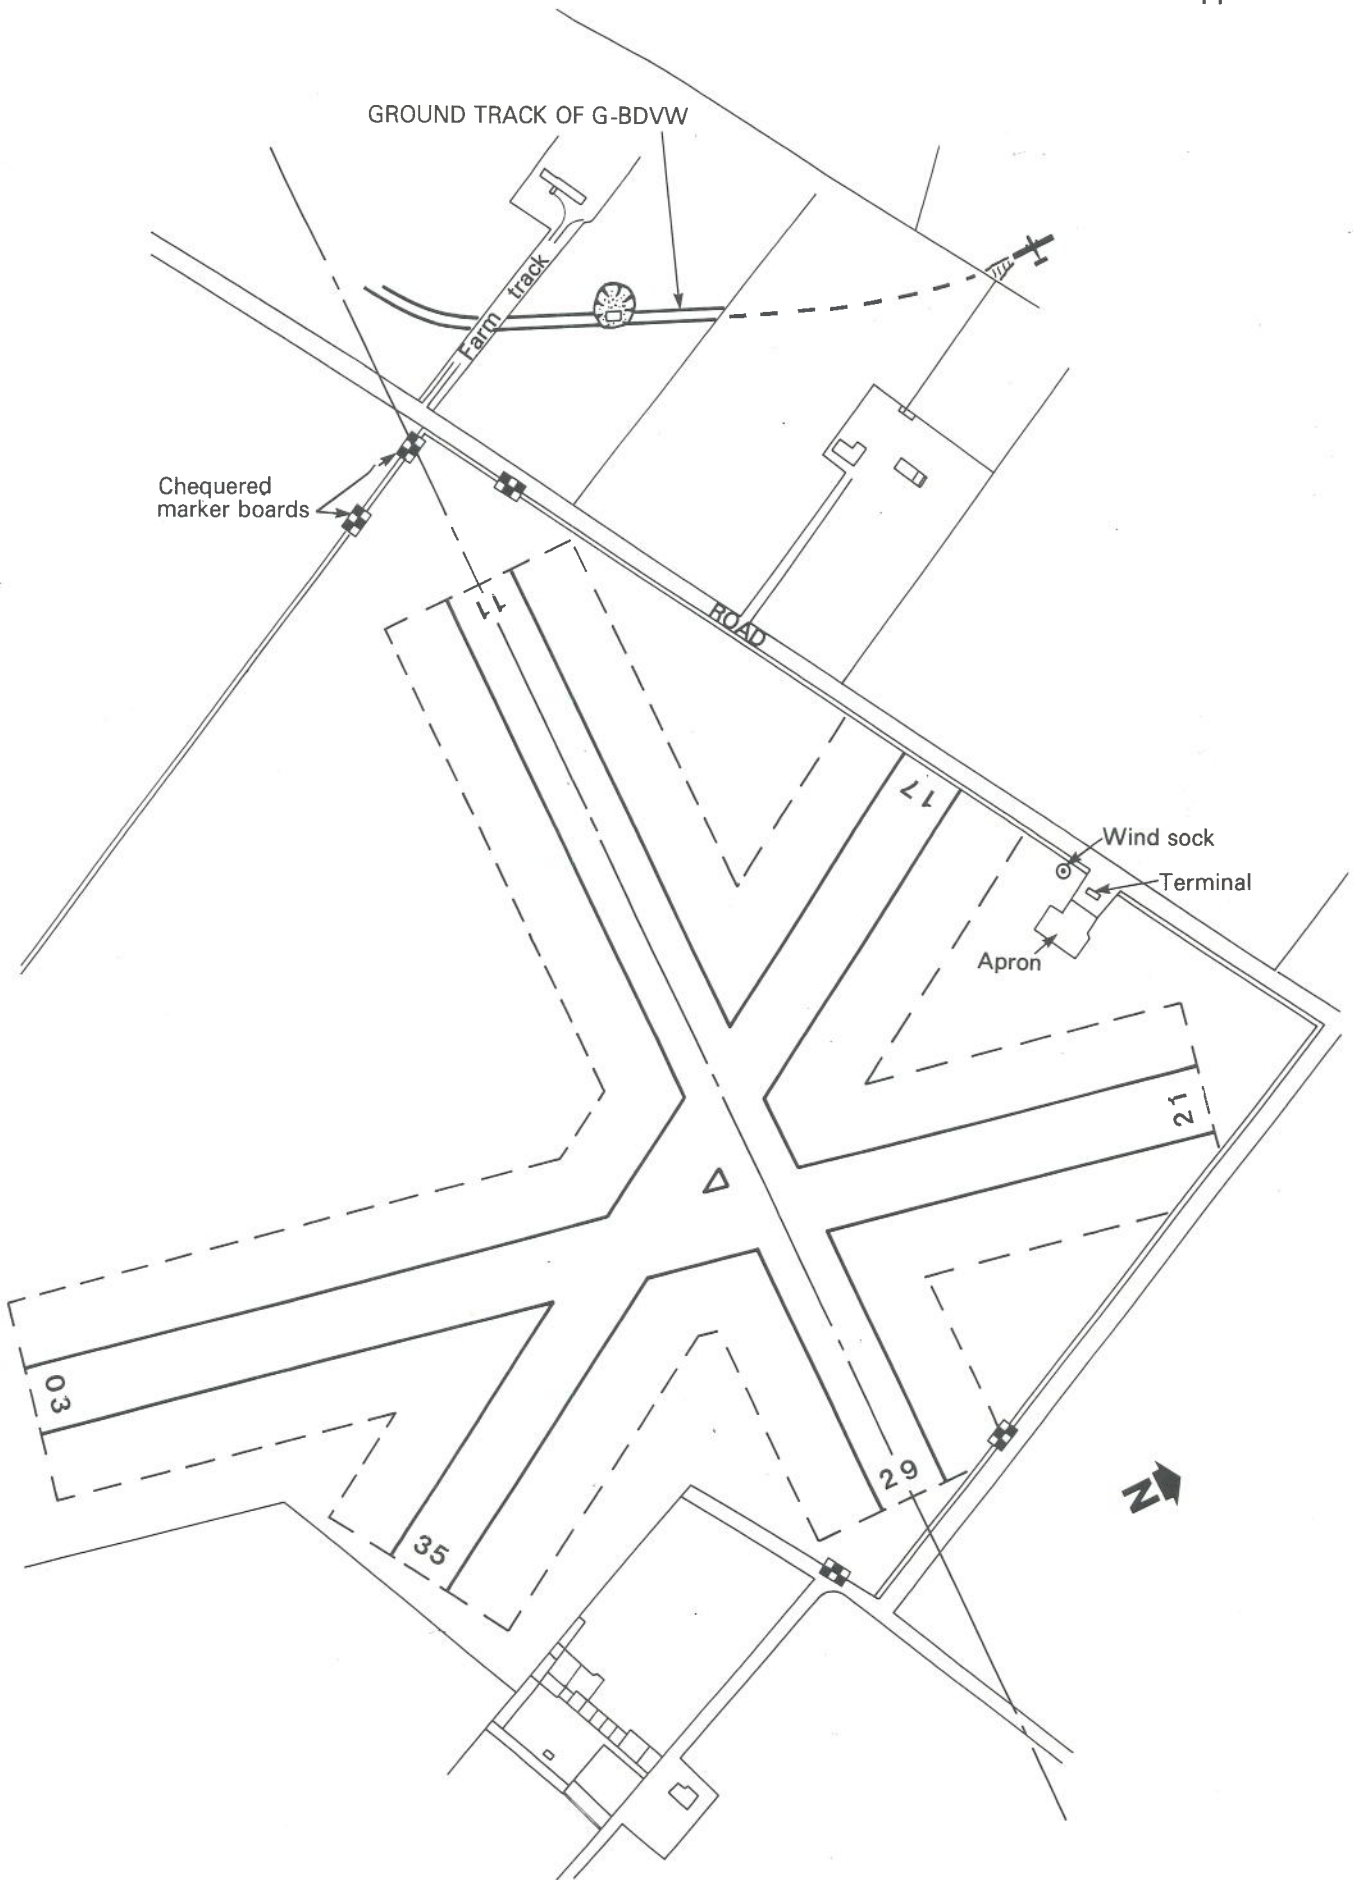 GROUND TRACK OF G-BDVW
Farm track
Chequered
marker boards
11
ROAD
17
Wind sock
Terminal
Apron
21
03
35
29
N